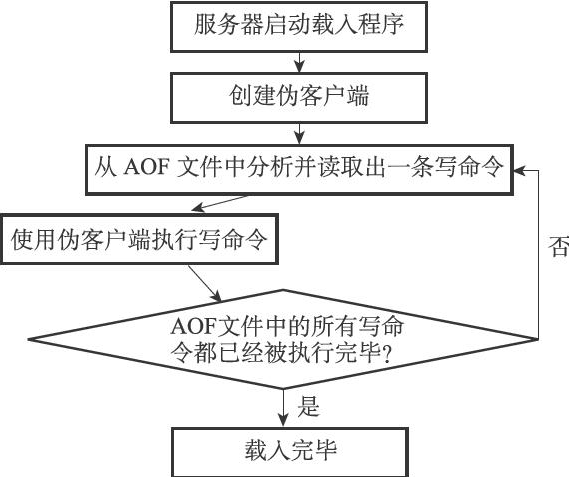 服务器启动载入程序
创建伪客户端
从 AOF 文件中分析并读取出一条写命令
使用伪客户端执行写命令
否
AOF文件中的所有写命
令都已经被执行完毕?
是
载入完毕